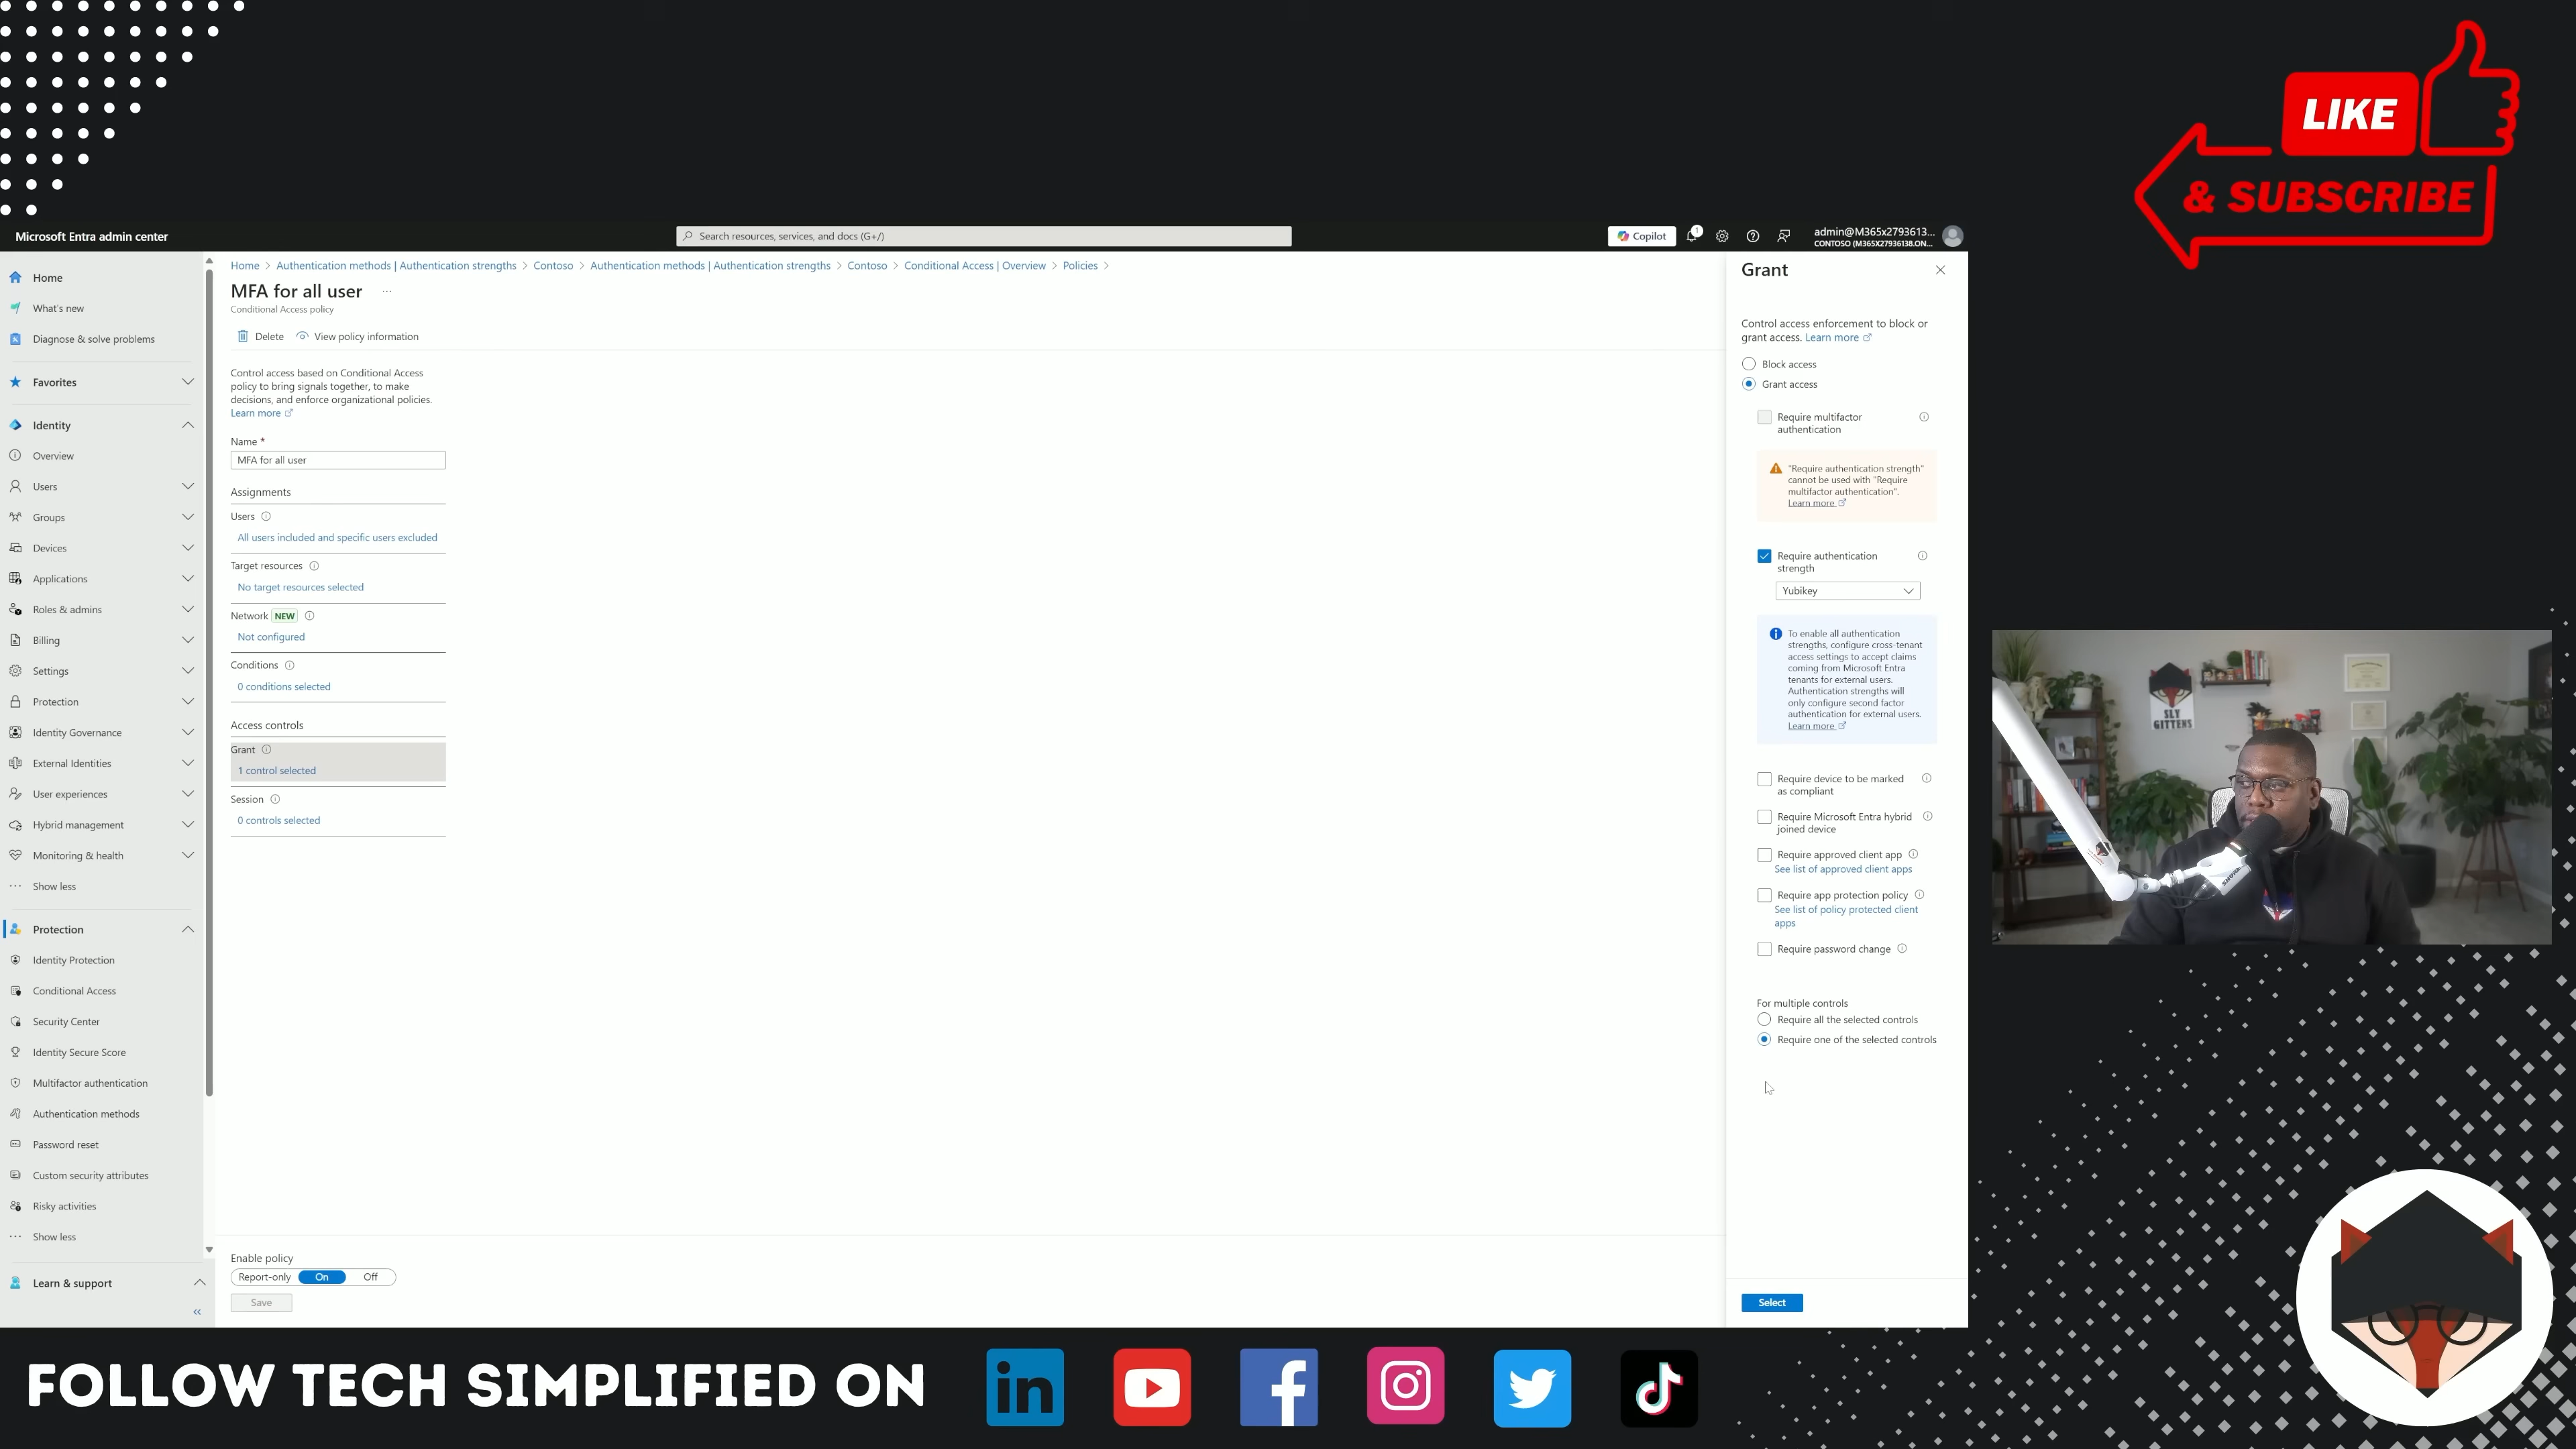 LIKE
& SUBSCRIBE
Microsoft Entra admin center
Search resources, services, and docs (G+/)
Copilot
1
admin@M365x2793613...
CONTOSO (M365X27936138.ON...
Home
What's new
Diagnose & solve problems
Favorites
Identity
Overview
Users
Groups
Devices
Applications
Roles & admins
Billing
Settings
Protection
Identity Governance
External Identities
User experiences
Hybrid management
Monitoring & health
Show less
Protection
Identity Protection
Conditional Access
Security Center
Identity Secure Score
Multifactor authentication
Authentication methods
Password reset
Custom security attributes
Risky activities
Show less
Learn & support
Home > Authentication methods | Authentication strengths > Contoso > Authentication methods | Authentication strengths > Contoso > Conditional Access | Overview > Policies >
MFA for all user
Conditional Access policy
Delete
View policy information
Control access based on Conditional Access
policy to bring signals together, to make
decisions, and enforce organizational policies.
Learn more
Name *
MFA for all user
Assignments
Users
All users included and specific users excluded
Target resources
No target resources selected
Network NEW
Not configured
Conditions
0 conditions selected
Access controls
Grant
1 control selected
Session
0 controls selected
Enable policy
Report-only On Off
Save
Grant
Control access enforcement to block or
grant access. Learn more
Block access
Grant access
Require multifactor
authentication
"Require authentication strength"
cannot be used with "Require
multifactor authentication".
Learn more
Require authentication
strength
Yubikey
To enable all authentication
strengths, configure cross-tenant
access settings to accept claims
coming from Microsoft Entra
tenants for external users.
Authentication strengths will
only configure second factor
authentication for external users.
Learn more
Require device to be marked
as compliant
Require Microsoft Entra hybrid
joined device
Require approved client app
See list of approved client apps
Require app protection policy
See list of policy protected client
apps
Require password change
For multiple controls
Require all the selected controls
Require one of the selected controls
Select
SLY
GITTENS
FOLLOW TECH SIMPLIFIED ON
in